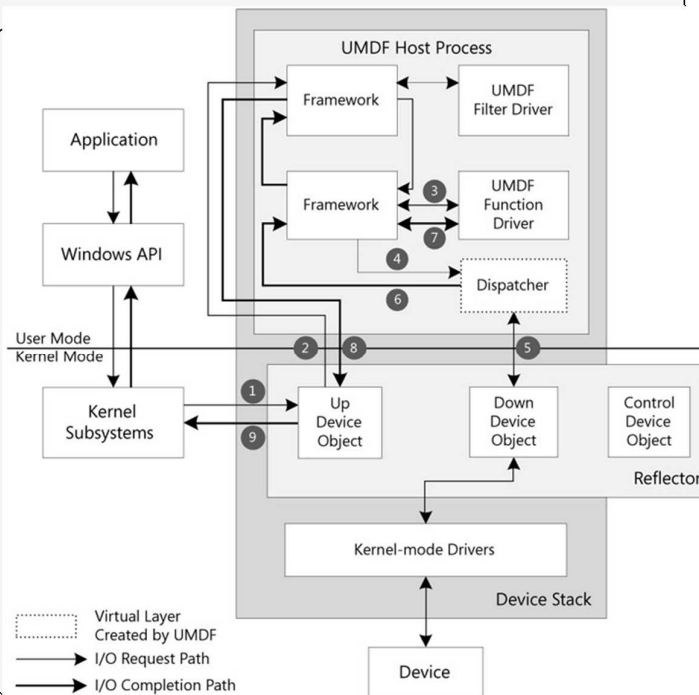 UMDF Host Process
Framework
UMDF
Filter Driver
Application
Framework
3
UMDF
Function
Driver
7
Windows API
4
Dispatcher
6
User Mode
Kernel Mode
2
8
5
1
Kernel
Subsystems
9
Up
Device
Object
Down
Device
Object
Control
Device
Object
Reflector
Kernel-mode Drivers
Device Stack
Virtual Layer
Created by UMDF
I/O Request Path
I/O Completion Path
Device